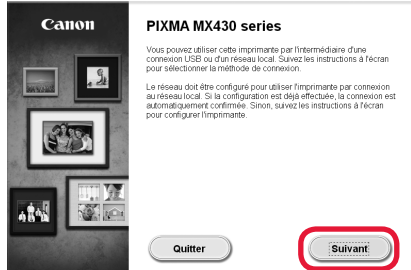 Canon
PIXMA MX430 series
Vous pouvez utiliser cette imprimante par l'intermédiaire d'une
connexion USB ou d'un réseau local. Suivez les instructions à l'écran
pour sélectionner la méthode de connexion.
Le réseau doit être configuré pour utiliser l'imprimante par connexion
au réseau local. Si la configuration est déjà effectuée, la connexion est
automatiquement confirmée. Sinon, suivez les instructions à l'écran
pour configurer l'imprimante.
Quitter
Suivant